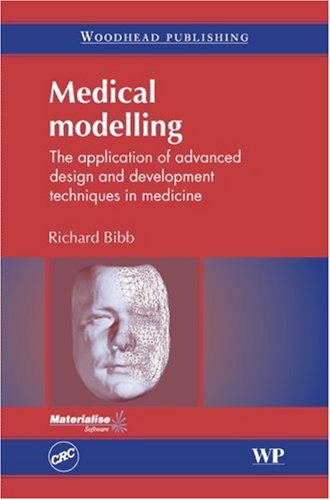 WOODHEAD PUBLISHING
Medical
modelling
The application of advanced
design and development
techniques in medicine
Richard Bibb
Materialise
Software
CRC
WP